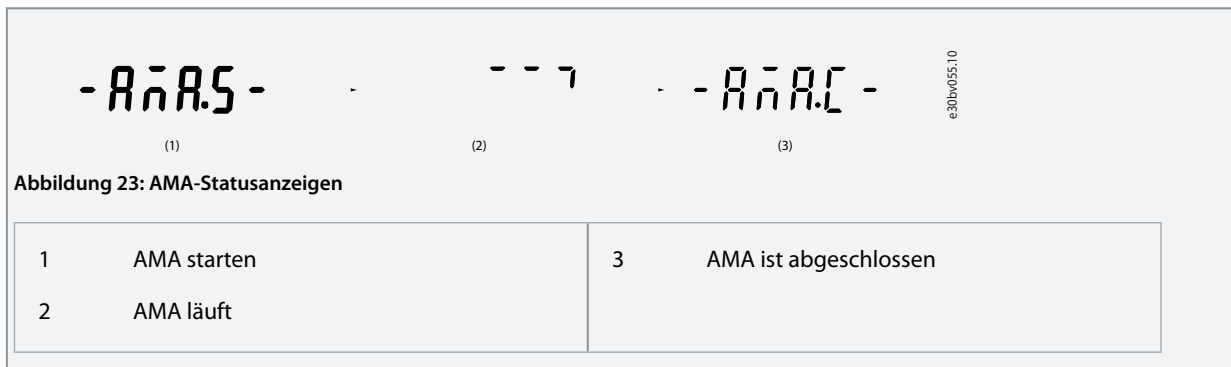 -AMA.S- - - ┐ -AMA.C-
e30bv055.10
(1) (2) (3)
Abbildung 23: AMA-Statusanzeigen
1 AMA starten 3 AMA ist abgeschlossen
2 AMA läuft